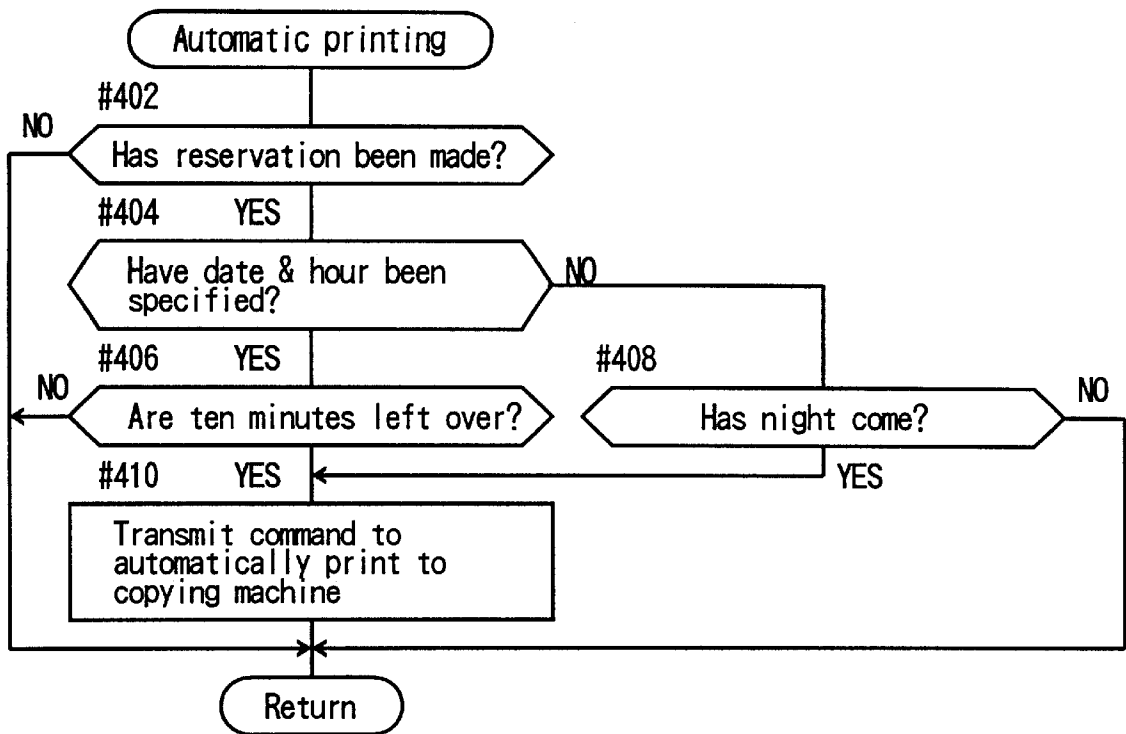 Automatic printing
#402
NO
Has reservation been made?
#404 YES
Have date & hour been
specified?
NO
#406 YES
#408
NO
Are ten minutes left over?
Has night come?
NO
#410 YES
YES
Transmit command to
automatically print to
copying machine
Return